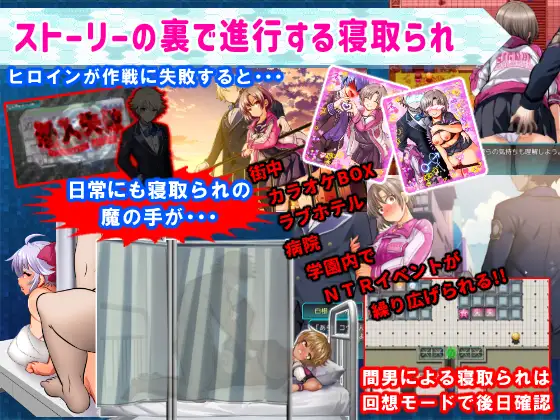 ストーリーの裏で進行する寝取られ
ヒロインが作戦に失敗すると・・・
日常にも寝取られの
魔の手が・・・
街中
カラオケBOX
ラブホテル
病院
学園内で
NTRイベントが
繰り広げられる!!
間男による寝取られは
回想モードで後日確認